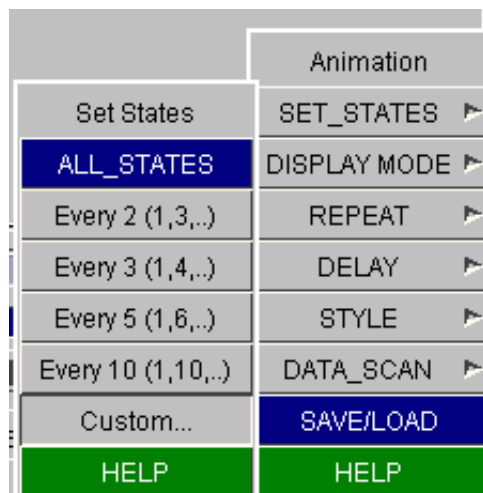 Animation
Set States
SET_STATES
ALL_STATES
DISPLAY MODE
Every 2 (1,3,..)
REPEAT
Every 3 (1,4,..)
DELAY
Every 5 (1,6,..)
STYLE
Every 10 (1,10,..)
DATA_SCAN
Custom...
SAVE/LOAD
HELP
HELP